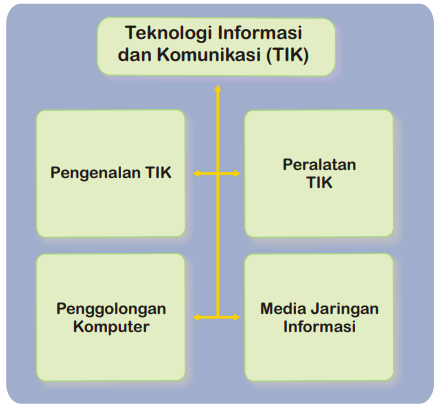 Teknologi Informasi
dan Komunikasi (TIK)
Pengenalan TIK
Peralatan
TIK
Penggolongan
Komputer
Media Jaringan
Informasi